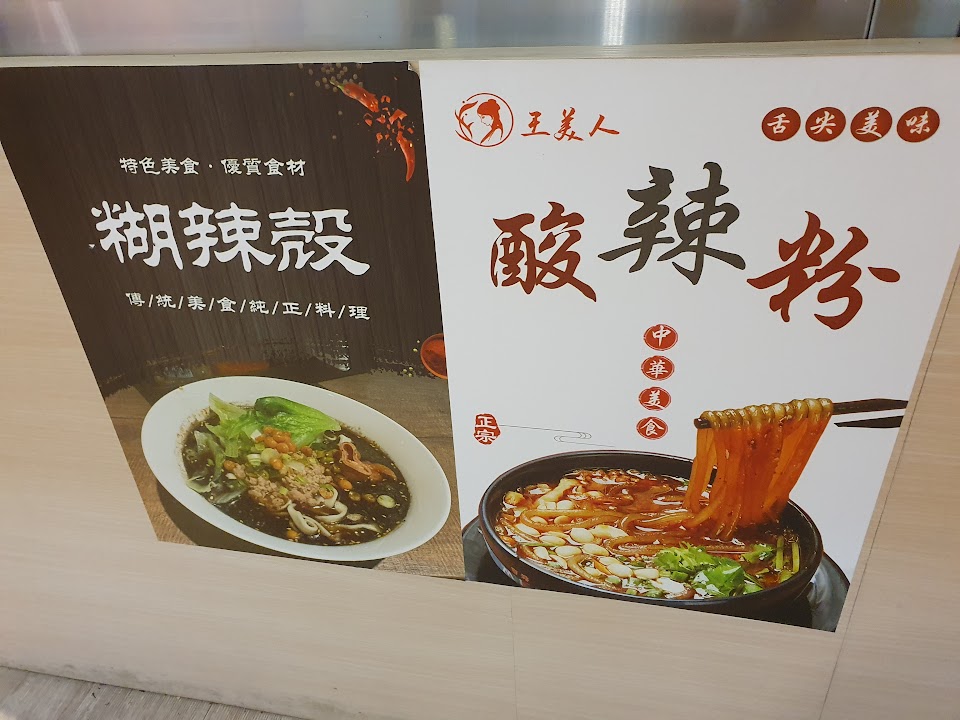 特色美食·優質食材
糊辣殼
傳/統/美/食/純/正/料/理
王美人
舌尖美味
酸辣粉
中華美食
正宗